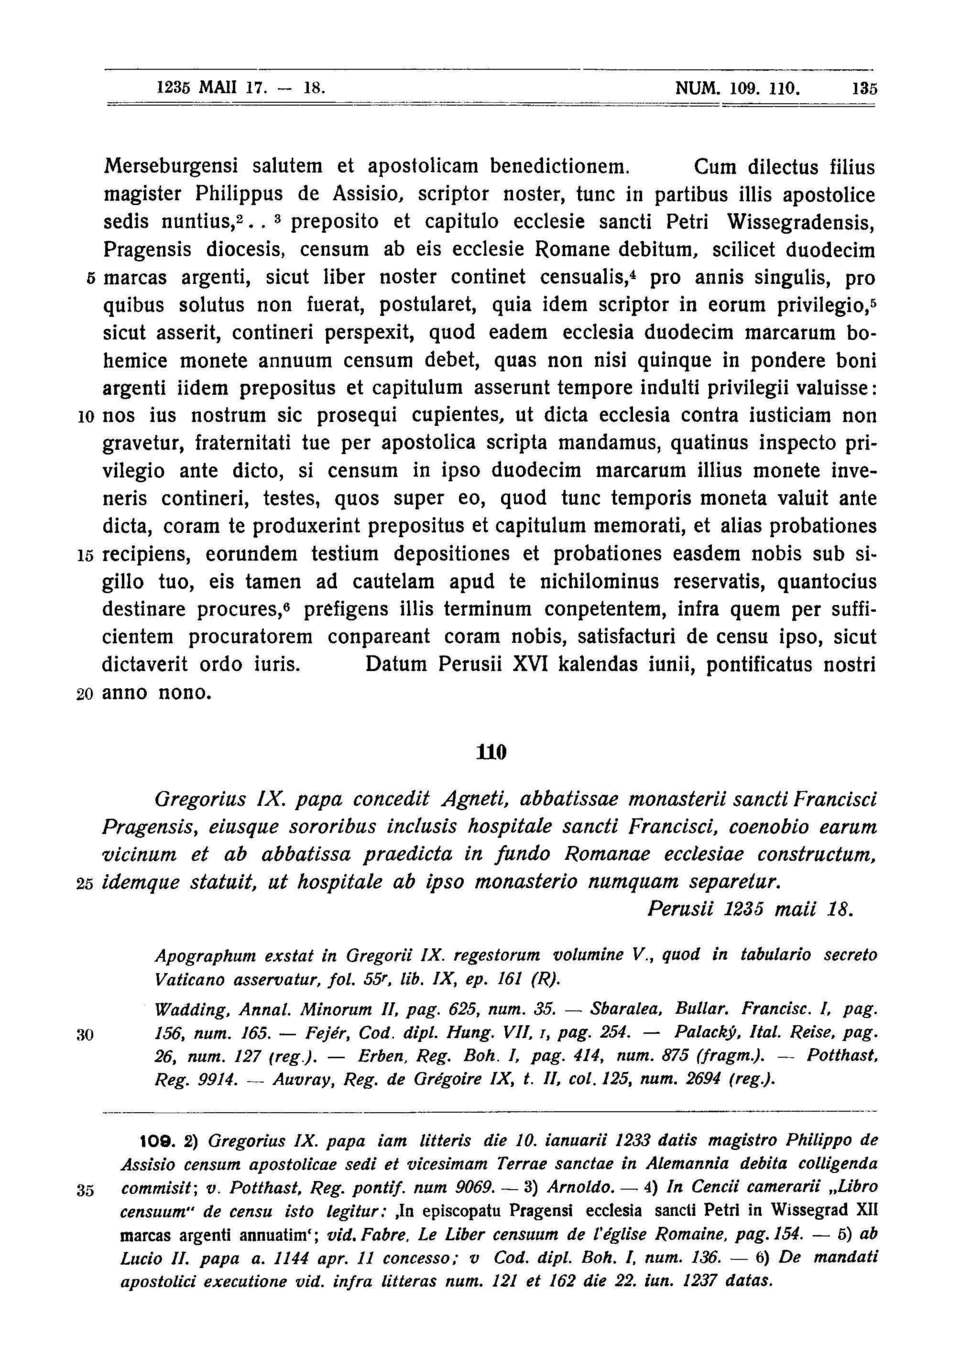 1235 MAII 17. — 18. NUM. 109. 110. 135
Merseburgensi salutem et apostolicam benedictionem. Cum dilectus filius
magister Philippus de Assisio, scriptor noster, tunc in partibus illis apostolice
sedis nuntius,² . . ³ preposito et capitulo ecclesie sancti Petri Wissegradensis,
Pragensis diocesis, censum ab eis ecclesie Romane debitum, scilicet duodecim
5 marcas argenti, sicut liber noster continet censualis,⁴ pro annis singulis, pro
quibus solutus non fuerat, postularet, quia idem scriptor in eorum privilegio,⁵
sicut asserit, contineri perspexit, quod eadem ecclesia duodecim marcarum bo-
hemice monete annuum censum debet, quas non nisi quinque in pondere boni
argenti iidem prepositus et capitulum asserunt tempore indulti privilegii valuisse:
10 nos ius nostrum sic prosequi cupientes, ut dicta ecclesia contra iusticiam non
gravetur, fraternitati tue per apostolica scripta mandamus, quatinus inspecto pri-
vilegio ante dicto, si censum in ipso duodecim marcarum illius monete inve-
neris contineri, testes, quos super eo, quod tunc temporis moneta valuit ante
dicta, coram te produxerint prepositus et capitulum memorati, et alias probationes
15 recipiens, eorundem testium depositiones et probationes easdem nobis sub si-
gillo tuo, eis tamen ad cautelam apud te nichilominus reservatis, quantocius
destinare procures,⁶ prefigens illis terminum conpetentem, infra quem per suffi-
cientem procuratorem conpareant coram nobis, satisfacturi de censu ipso, sicut
dictaverit ordo iuris. Datum Perusii XVI kalendas iunii, pontificatus nostri
20 anno nono.
110
Gregorius IX. papa concedit Agneti, abbatissae monasterii sancti Francisci
Pragensis, eiusque sororibus inclusis hospitale sancti Francisci, coenobio earum
vicinum et ab abbatissa praedicta in fundo Romanae ecclesiae constructum,
25 idemque statuit, ut hospitale ab ipso monasterio numquam separetur.
Perusii 1235 maii 18.
Apographum exstat in Gregorii IX. regestorum volumine V., quod in tabulario secreto
Vaticano asservatur, fol. 55ʳ, lib. IX, ep. 161 (R).
Wadding, Annal. Minorum II, pag. 625, num. 35. — Sbaralea, Bullar. Francisc. I, pag.
30 156, num. 165. — Fejér, Cod. dipl. Hung. VII, I, pag. 254. — Palacký, Ital. Reise, pag.
26, num. 127 (reg.). — Erben, Reg. Boh. I, pag. 414, num. 875 (fragm.). — Potthast,
Reg. 9914. — Auvray, Reg. de Grégoire IX, t. II, col. 125, num. 2694 (reg.).
109. 2) Gregorius IX. papa iam litteris die 10. ianuarii 1233 datis magistro Philippo de
Assisio censum apostolicae sedi et vicesimam Terrae sanctae in Alemannia debita colligenda
35 commisit; v. Potthast, Reg. pontif. num 9069. — 3) Arnoldo. — 4) In Cencii camerarii „Libro
censuum" de censu isto legitur: ‚In episcopatu Pragensi ecclesia sancti Petri in Wissegrad XII
marcas argenti annuatim‘; vid. Fabre, Le Liber censuum de l'église Romaine, pag. 154. — 5) ab
Lucio II. papa a. 1144 apr. 11 concesso; v Cod. dipl. Boh. I, num. 136. — 6) De mandati
apostolici executione vid. infra litteras num. 121 et 162 die 22. iun. 1237 datas.